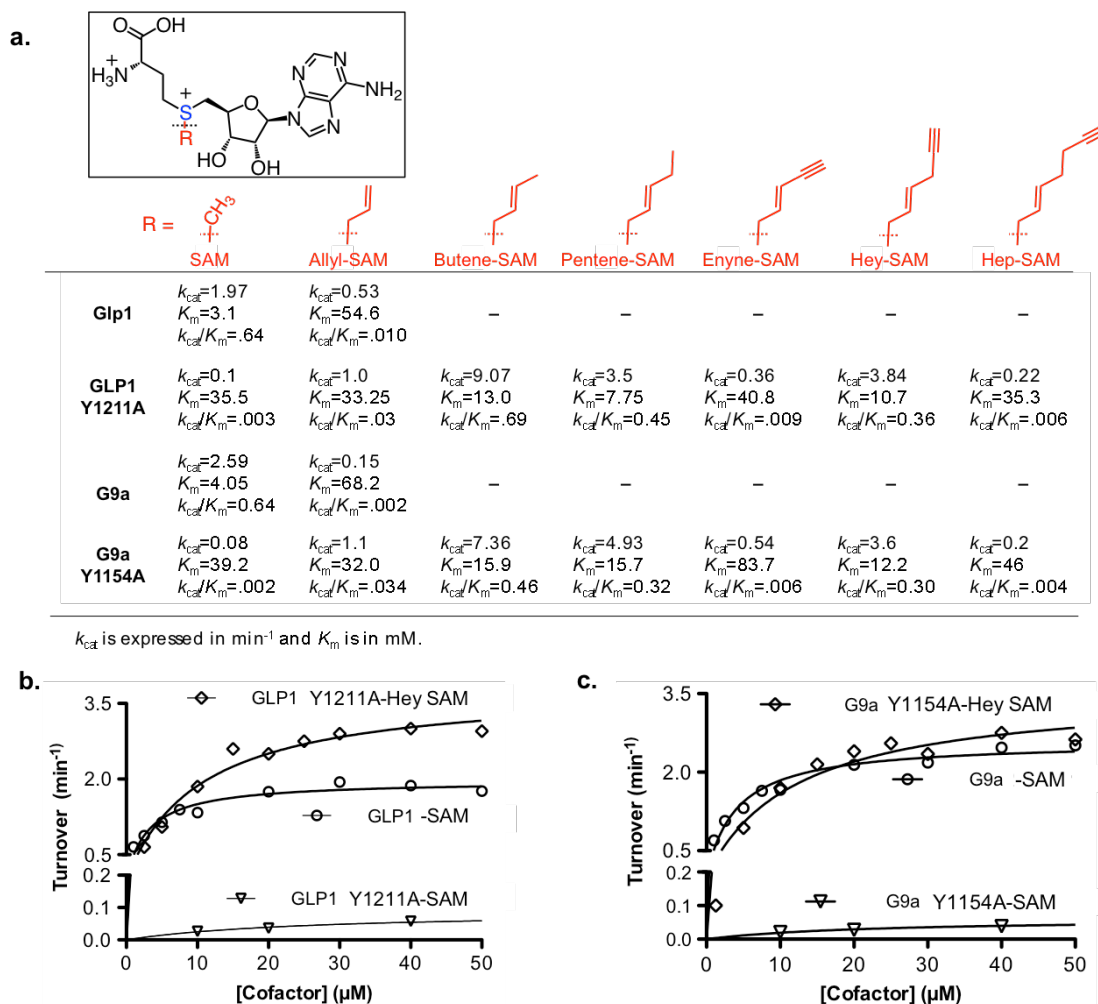 a.
O OH
H3N +
+ S
R
O
HO OH
N N N N
NH2
R = CH3
SAM Allyl-SAM Butene-SAM Pentene-SAM Enyne-SAM Hey-SAM Hep-SAM
Glp1
kcat=1.97 kcat=0.53
Km=3.1 Km=54.6 – – – – –
kcat/Km=.64 kcat/Km=.010
GLP1 Y1211A
kcat=0.1 kcat=1.0 kcat=9.07 kcat=3.5 kcat=0.36 kcat=3.84 kcat=0.22
Km=35.5 Km=33.25 Km=13.0 Km=7.75 Km=40.8 Km=10.7 Km=35.3
kcat/Km=.003 kcat/Km=.03 kcat/Km=.69 kcat/Km=0.45 kcat/Km=.009 kcat/Km=0.36 kcat/Km=.006
G9a
kcat=2.59 kcat=0.15
Km=4.05 Km=68.2 – – – – –
kcat/Km=0.64 kcat/Km=.002
G9a Y1154A
kcat=0.08 kcat=1.1 kcat=7.36 kcat=4.93 kcat=0.54 kcat=3.6 kcat=0.2
Km=39.2 Km=32.0 Km=15.9 Km=15.7 Km=83.7 Km=12.2 Km=46
kcat/Km=.002 kcat/Km=.034 kcat/Km=0.46 kcat/Km=0.32 kcat/Km=.006 kcat/Km=0.30 kcat/Km=.004
kcat is expressed in min-1 and Km is in mM.
b.
Turnover (min-1)
3.5
2.0
0.5
0.2
0.1
0.0
GLP1 Y1211A-Hey SAM
GLP1 -SAM
GLP1 Y1211A-SAM
0 10 20 30 40 50
[Cofactor] (µM)
c.
Turnover (min-1)
3.5
2.0
0.5
0.2
0.1
0.0
G9a Y1154A-Hey SAM
G9a -SAM
G9a Y1154A-SAM
0 10 20 30 40 50
[Cofactor] (µM)